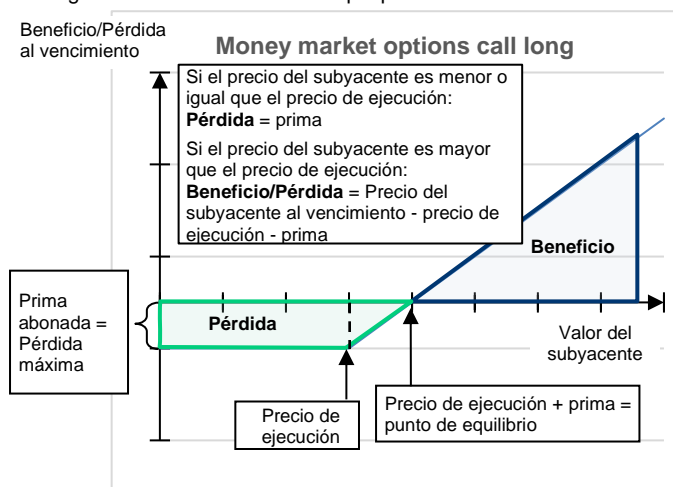 Beneficio/Pérdida
al vencimiento
Money market options call long
Si el precio del subyacente es menor o
igual que el precio de ejecución:
Pérdida = prima
Si el precio del subyacente es mayor
que el precio de ejecución:
Beneficio/Pérdida = Precio del
subyacente al vencimiento - precio de
ejecución - prima
Beneficio
Prima
abonada =
Pérdida
máxima
Pérdida
Valor del
subyacente
Precio de
ejecución
Precio de ejecución + prima =
punto de equilibrio